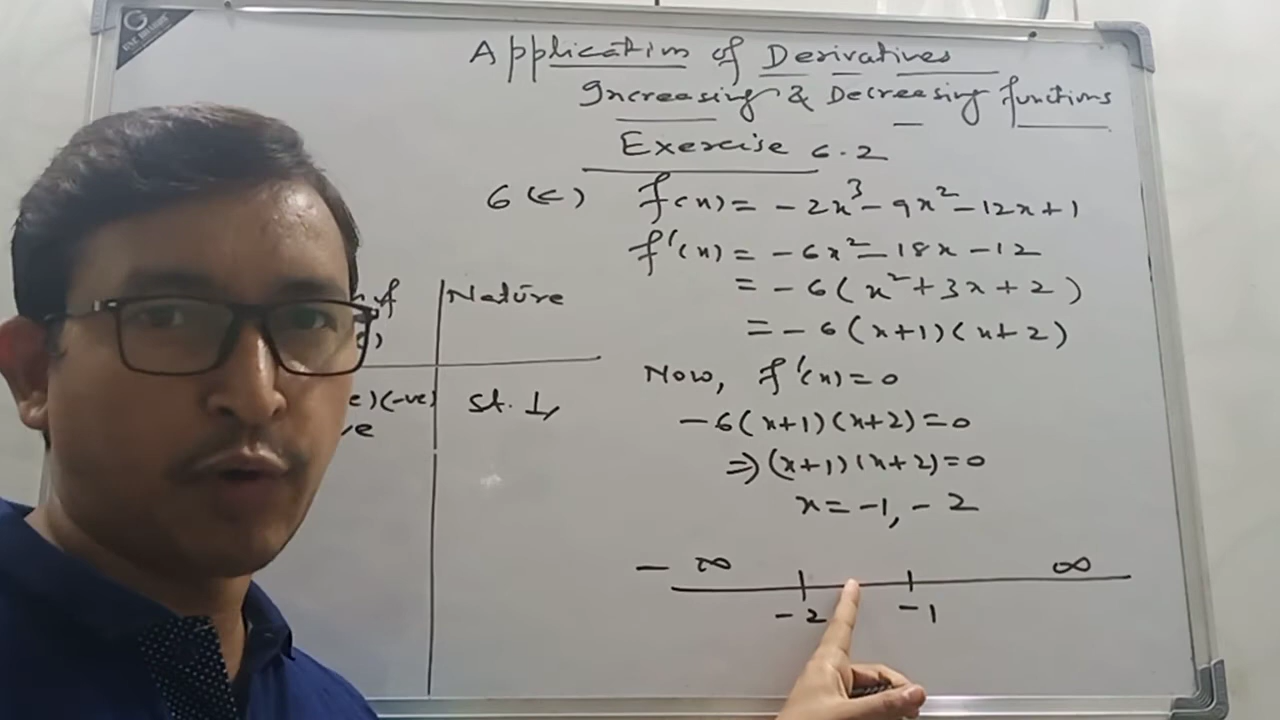 Application of Derivatives
Increasing & Decreasing functions
Exercise 6.2
6 (c) f(x) = -2x³ - 9x² - 12x + 1
f'(x) = -6x² - 18x - 12
= -6(x² + 3x + 2)
= -6(x+1)(x+2)
Nature
Now, f'(x) = 0
)(-ve) st. ↓
ve
-6(x+1)(x+2) = 0
⇒ (x+1)(x+2) = 0
x = -1, -2
-∞ ∞
-2 -1